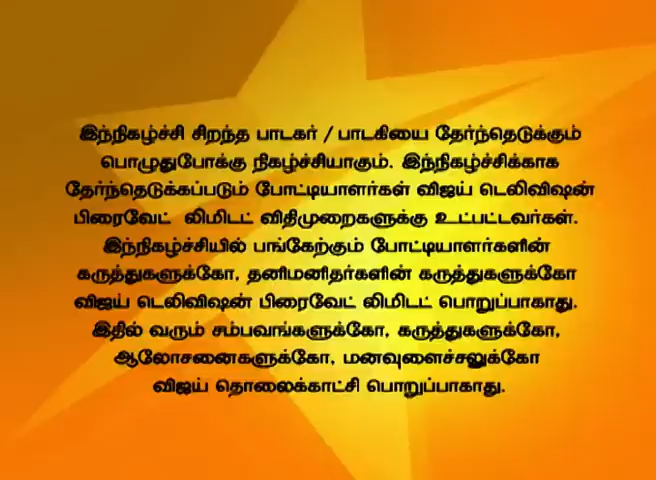 இந்நிகழ்ச்சி சிறந்த பாடகர் / பாடகியை தேர்ந்தெடுக்கும்
பொழுதுபோக்கு நிகழ்ச்சியாகும். இந்நிகழ்ச்சிக்காக
தேர்ந்தெடுக்கப்படும் போட்டியாளர்கள் விஜய் டெலிவிஷன்
பிரைவேட் லிமிடட் விதிமுறைகளுக்கு உட்பட்டவர்கள்.
இந்நிகழ்ச்சியில் பங்கேற்கும் போட்டியாளர்களின்
கருத்துகளுக்கோ, தனிமனிதர்களின் கருத்துகளுக்கோ
விஜய் டெலிவிஷன் பிரைவேட் லிமிடட் பொறுப்பாகாது.
இதில் வரும் சம்பவங்களுக்கோ, கருத்துகளுக்கோ,
ஆலோசனைகளுக்கோ, மனவுளைச்சலுக்கோ
விஜய் தொலைக்காட்சி பொறுப்பாகாது.